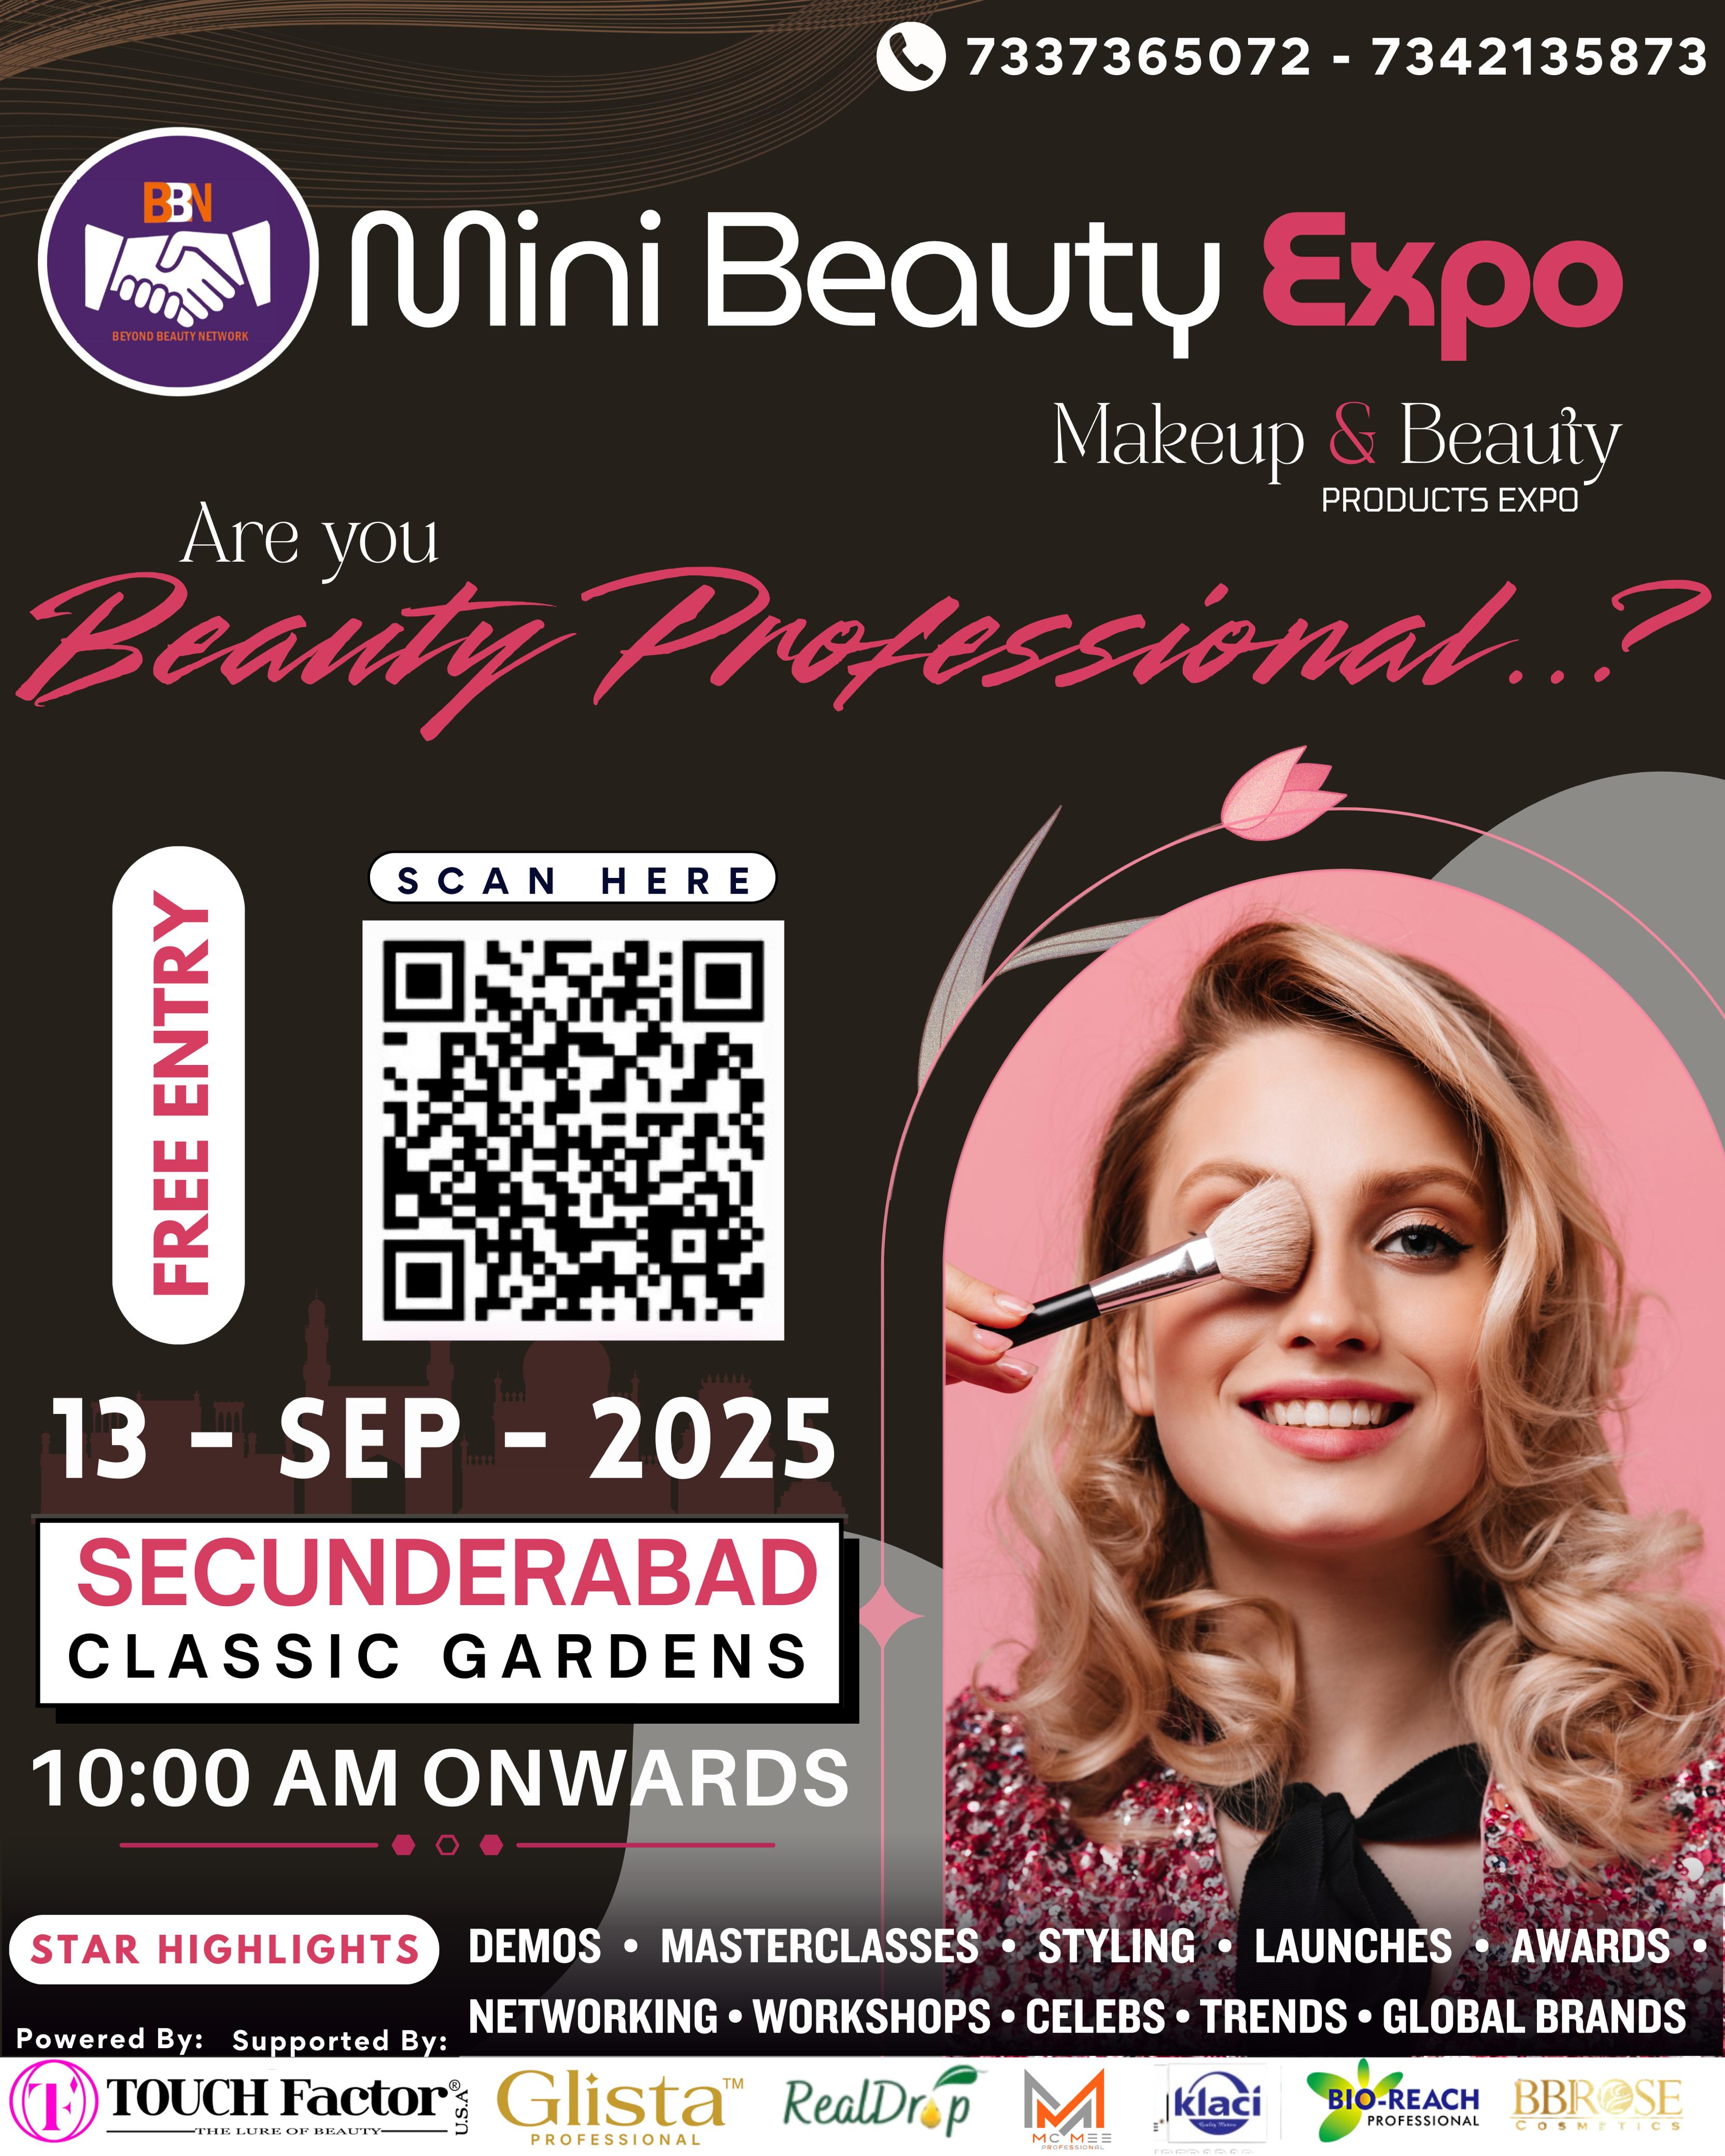 7337365072 - 7342135873
BBN
BEYOND BEAUTY NETWORK
Mini Beauty Expo
Makeup & Beauty
PRODUCTS EXPO
Are you
Beauty Professional...?
FREE ENTRY
SCAN HERE
13 - SEP - 2025
SECUNDERABAD
CLASSIC GARDENS
10:00 AM ONWARDS
STAR HIGHLIGHTS
DEMOS • MASTERCLASSES • STYLING • LAUNCHES • AWARDS •
NETWORKING • WORKSHOPS • CELEBS • TRENDS • GLOBAL BRANDS
Powered By: Supported By:
TF TOUCH Factor® U.S.A
THE LURE OF BEAUTY
Glista™
PROFESSIONAL
RealDrop
MC MEE
PROFESSIONAL
klaci
BIO-REACH
PROFESSIONAL
BBROSE
COSMETICS